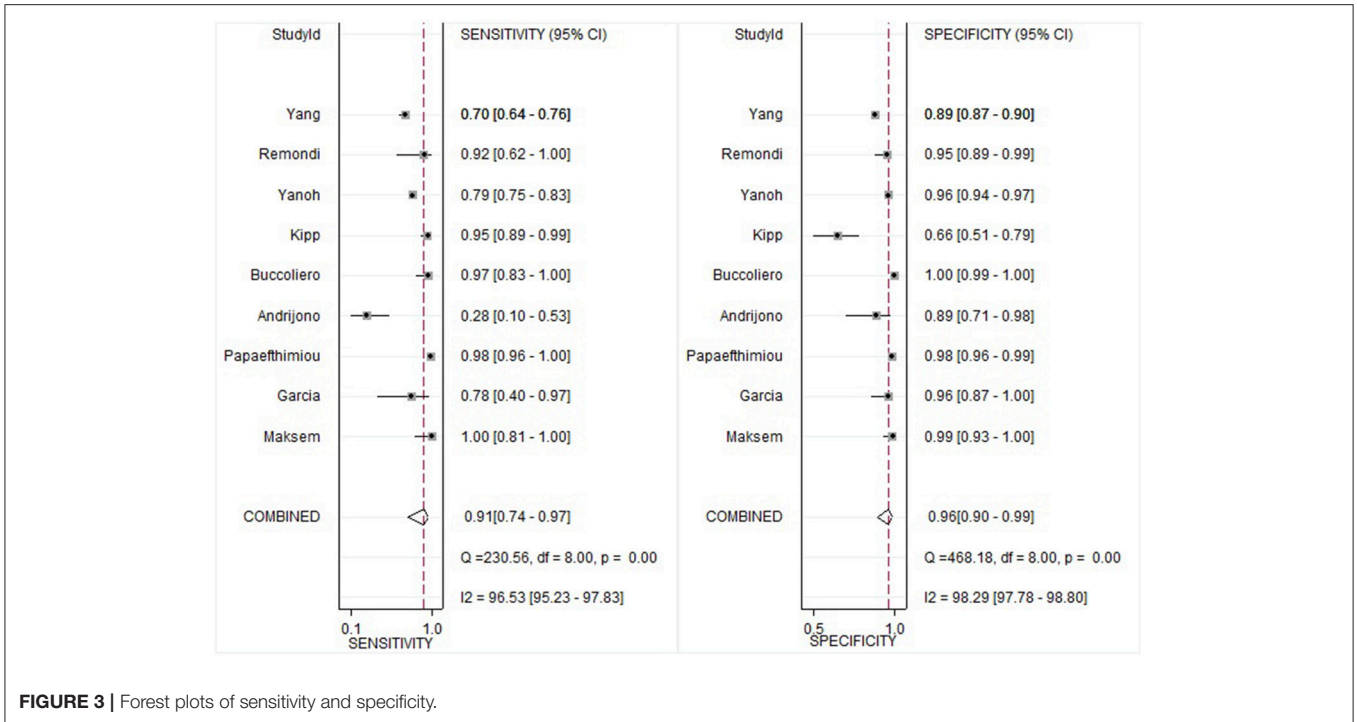 StudyId SENSITIVITY (95% CI)
Yang 0.70 [0.64 - 0.76]
Remondi 0.92 [0.62 - 1.00]
Yanoh 0.79 [0.75 - 0.83]
Kipp 0.95 [0.89 - 0.99]
Buccoliero 0.97 [0.83 - 1.00]
Andrijono 0.28 [0.10 - 0.53]
Papaefthimiou 0.98 [0.96 - 1.00]
Garcia 0.78 [0.40 - 0.97]
Maksem 1.00 [0.81 - 1.00]
COMBINED 0.91[0.74 - 0.97]
Q =230.56, df = 8.00, p = 0.00
I2 = 96.53 [95.23 - 97.83]
0.1 1.0
SENSITIVITY
StudyId SPECIFICITY (95% CI)
Yang 0.89 [0.87 - 0.90]
Remondi 0.95 [0.89 - 0.99]
Yanoh 0.96 [0.94 - 0.97]
Kipp 0.66 [0.51 - 0.79]
Buccoliero 1.00 [0.99 - 1.00]
Andrijono 0.89 [0.71 - 0.98]
Papaefthimiou 0.98 [0.96 - 0.99]
Garcia 0.96 [0.87 - 1.00]
Maksem 0.99 [0.93 - 1.00]
COMBINED 0.96[0.90 - 0.99]
Q =468.18, df = 8.00, p = 0.00
I2 = 98.29 [97.78 - 98.80]
0.5 1.0
SPECIFICITY
FIGURE 3 | Forest plots of sensitivity and specificity.